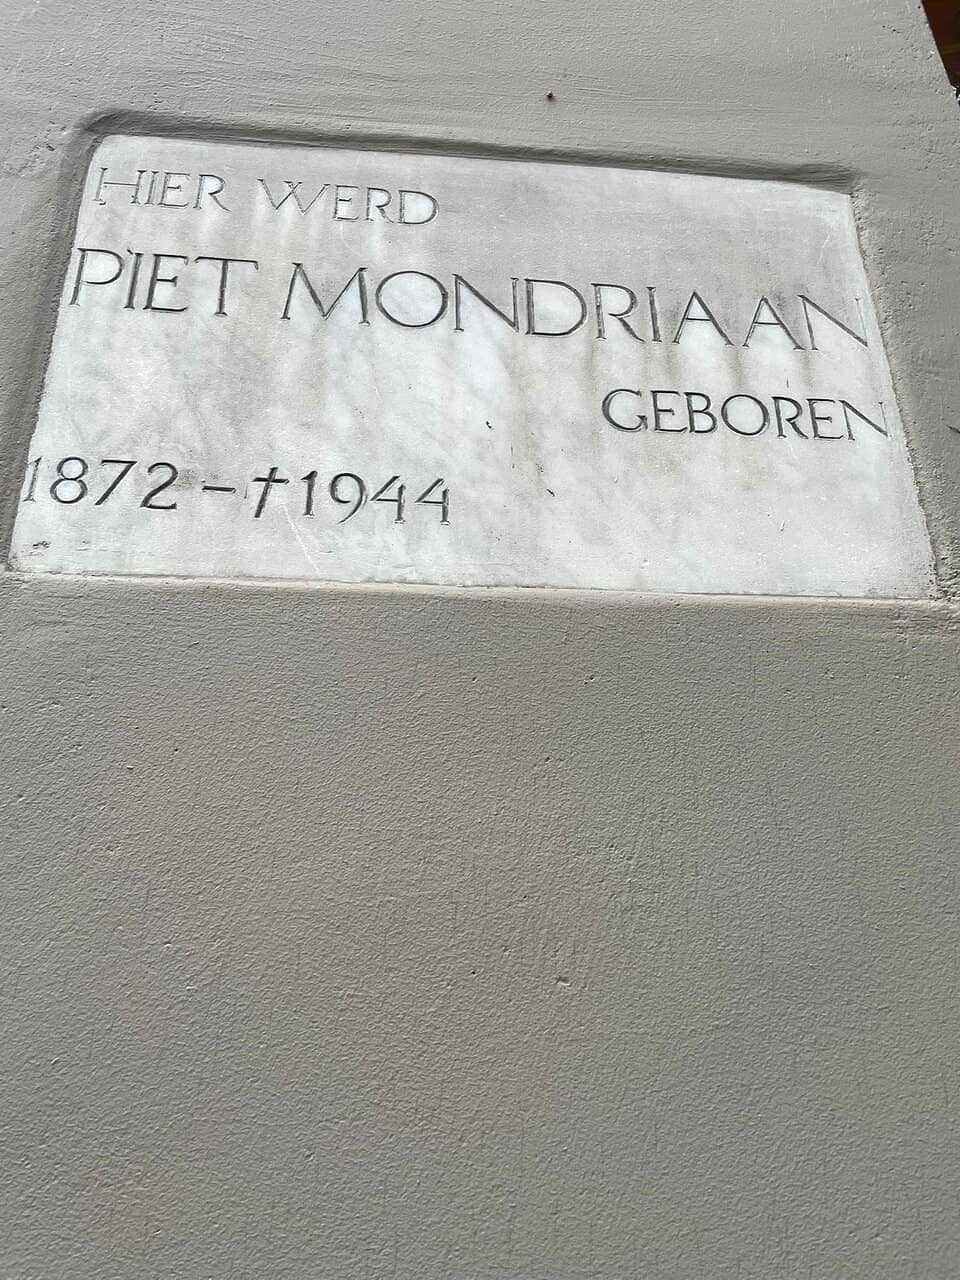 HIER WERD
PIET MONDRIAAN
GEBOREN
1872 - †1944